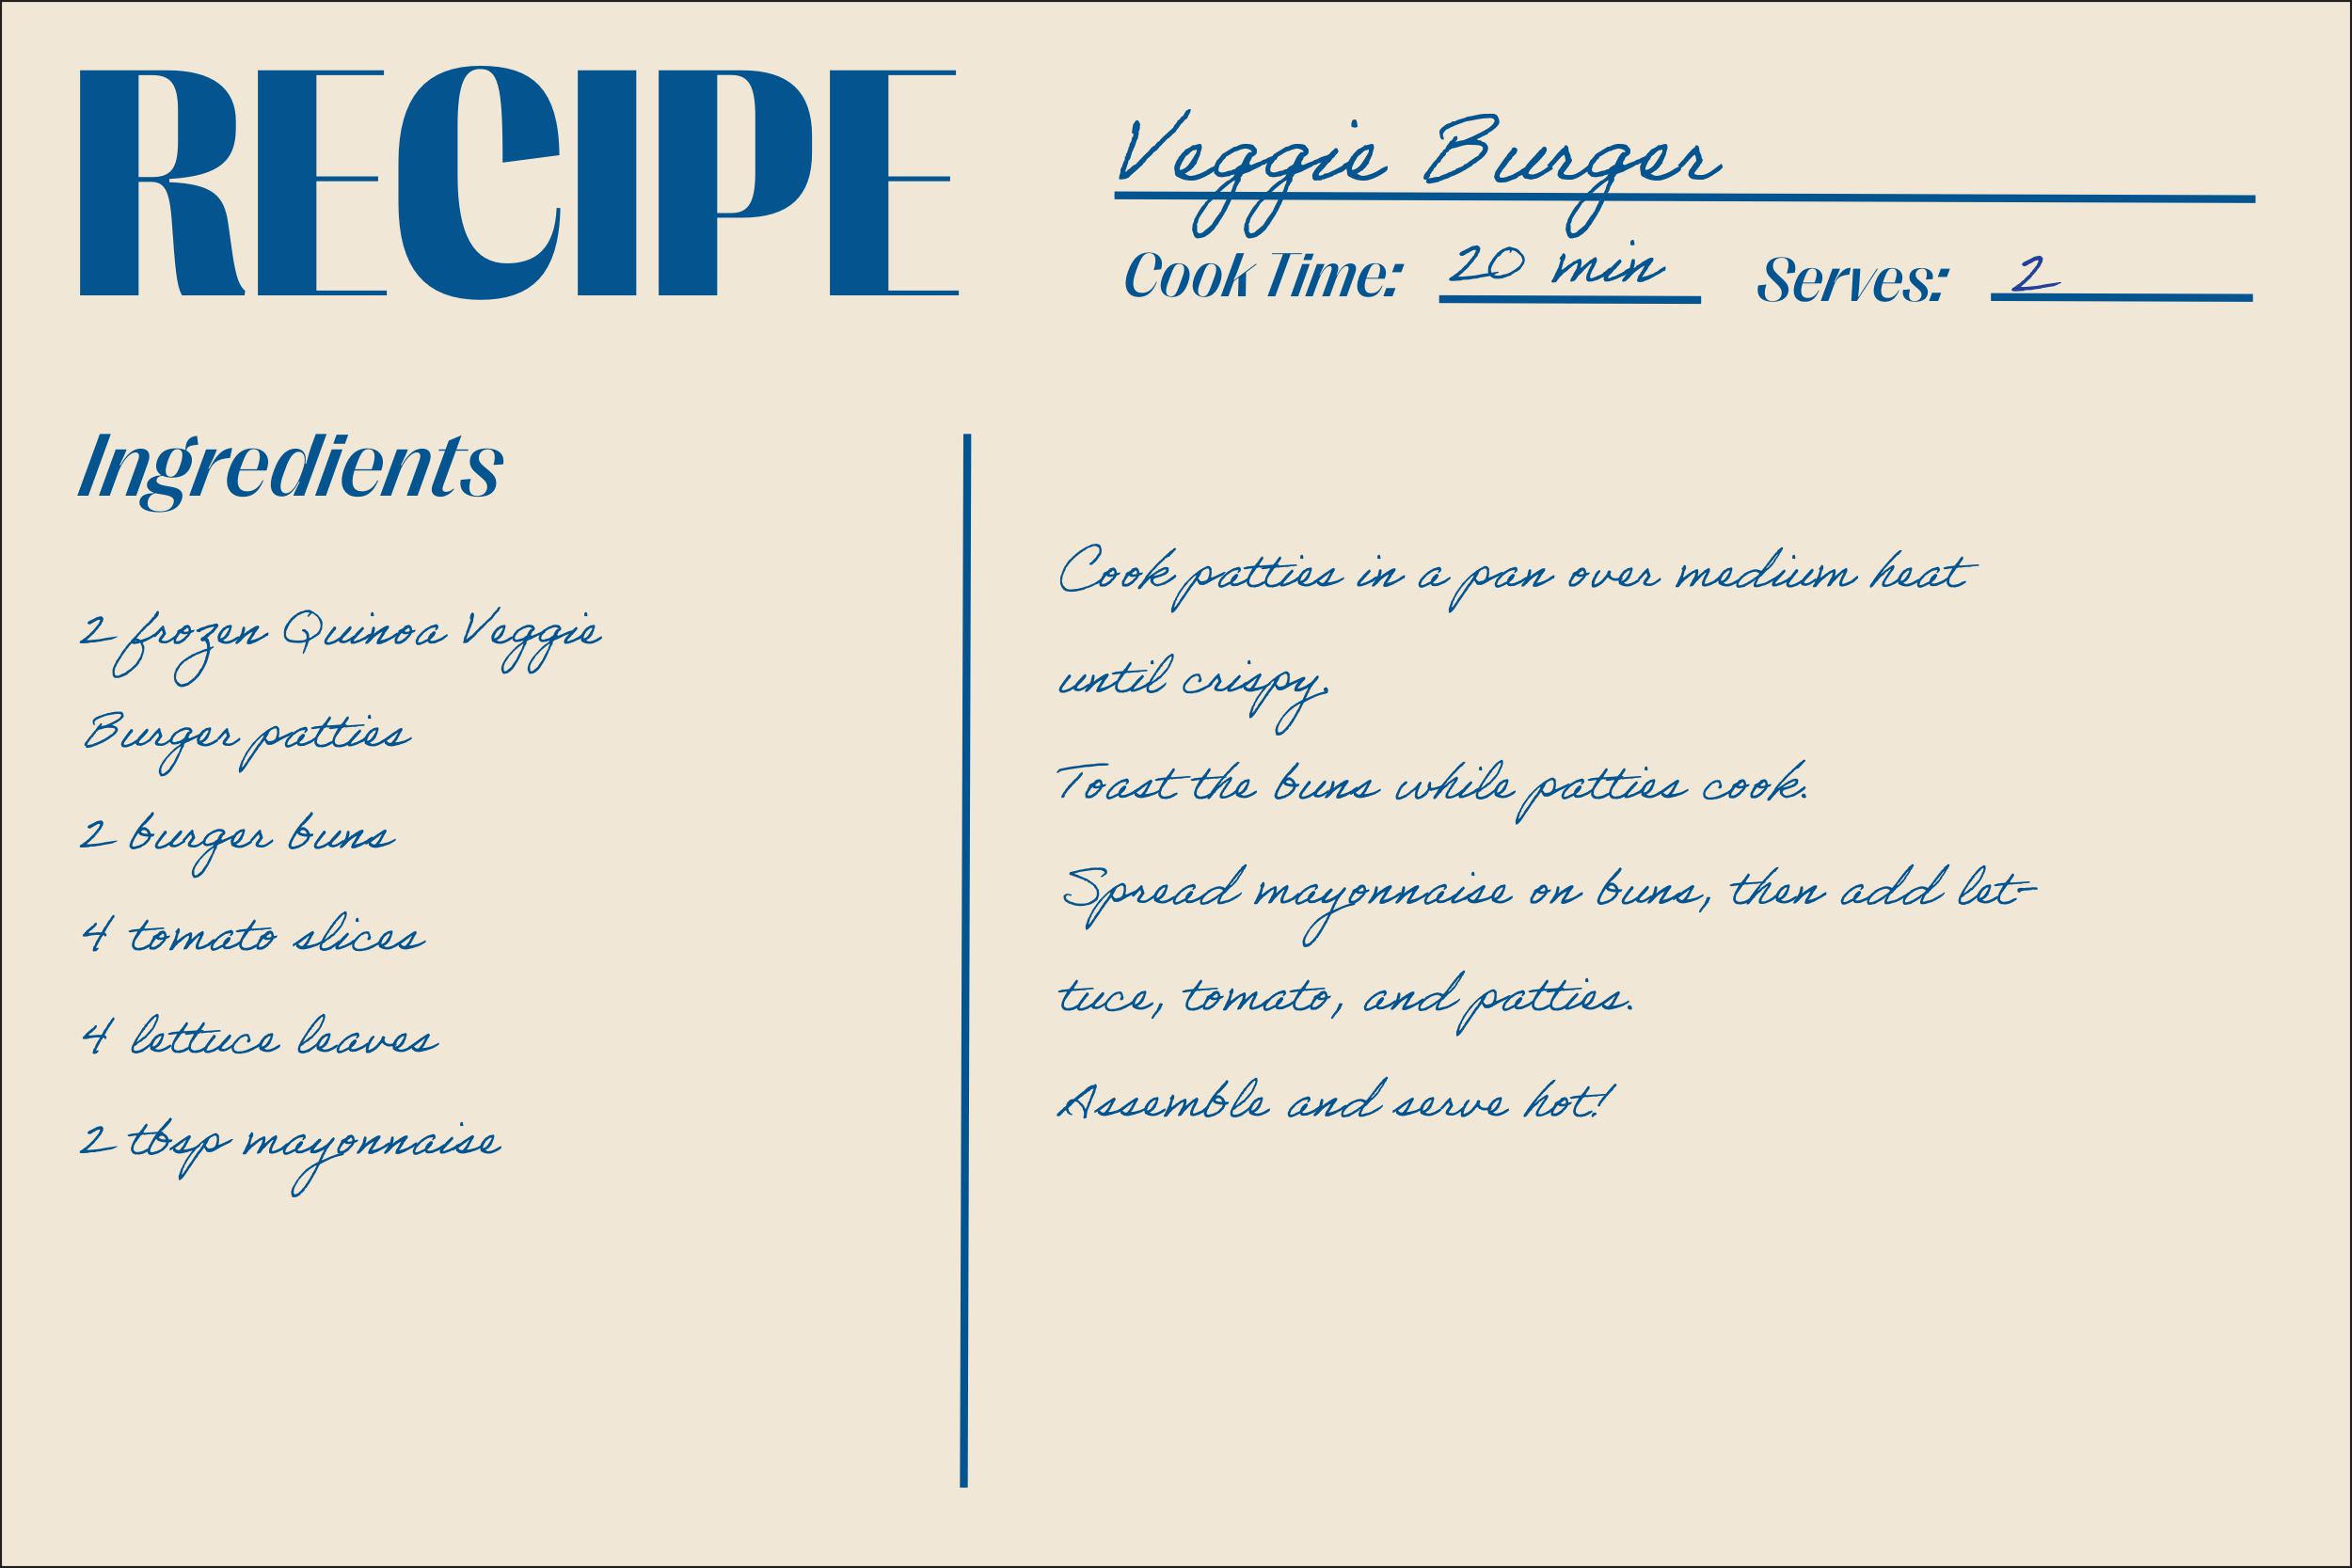 RECIPE
Veggie Burger
Cook Time: 20 min Serves: 2
Ingredients
2 frozen Quinoa Veggie
Burger patties
2 burger buns
4 tomato slices
4 lettuce leaves
2 tbsp mayonnaise
Cook patties in a pan over medium heat
until crispy.
Toast the buns while patties cook.
Spread mayonnaise on buns, then add let-
tuce, tomato, and patties.
Assemble and serve hot!